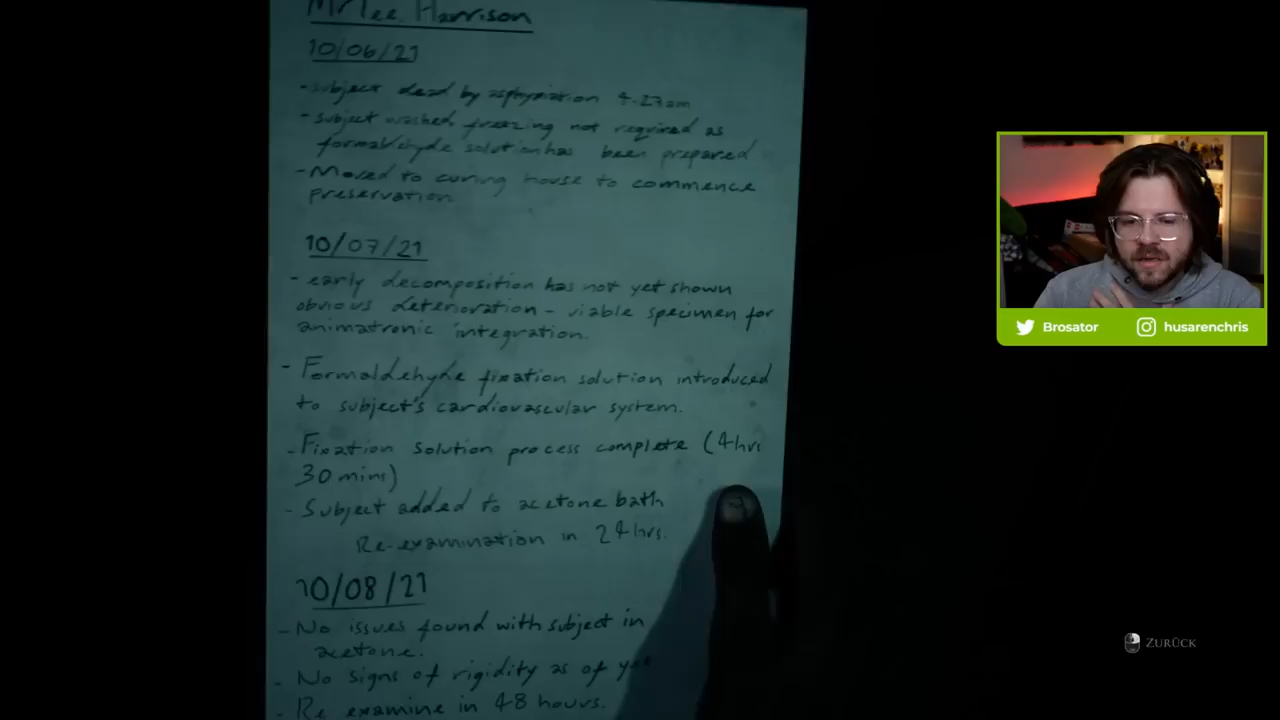 Mr Lee. Harrison
10/06/21
- subject dead by asphyxiation 4.23am
- subject washed, freezing not required as
formaldehyde solution has been prepared
- Moved to curing house to commence
preservation
10/07/21
- early decomposition has not yet shown
obvious deterioration - viable specimen for
animatronic integration.
- Formaldehyde fixation solution introduced
to subject's cardiovascular system.
- Fixation solution process complete (4hrs
30 mins)
- Subject added to acetone bath
Re-examination in 24hrs.
10/08/21
- No issues found with subject in
acetone.
- No signs of rigidity as of
- Re examine in 48 hours.
Brosator
husarenchris
ZURÜCK